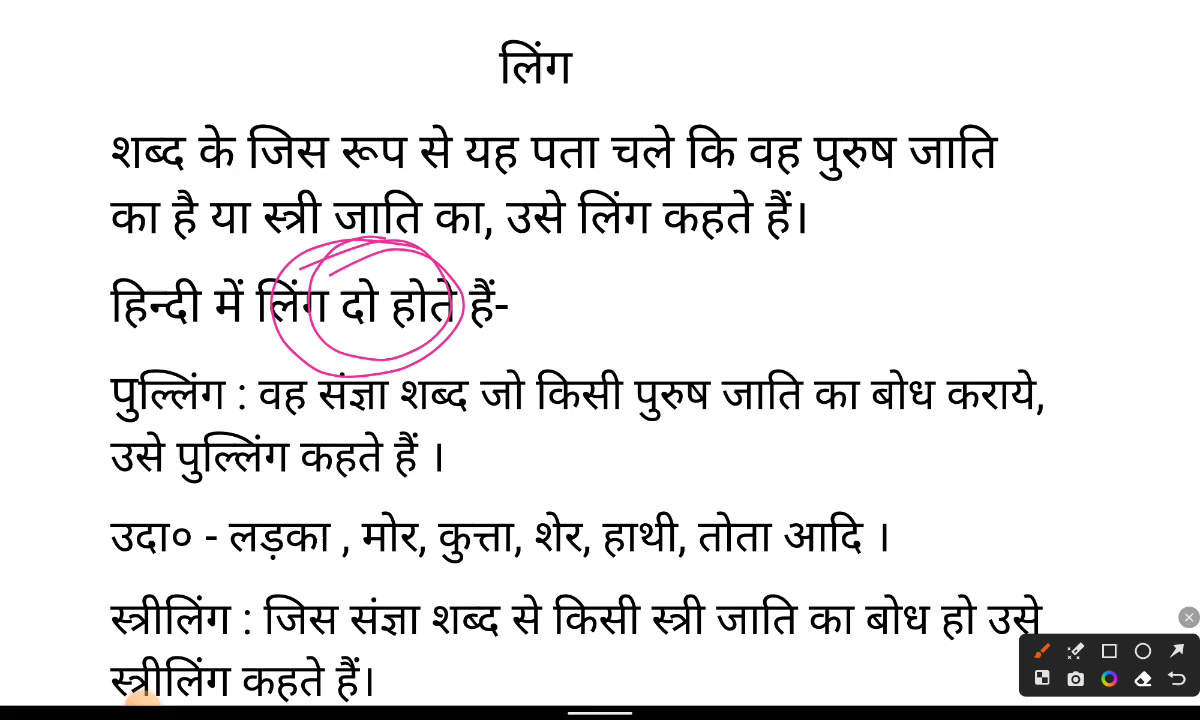 लिंग
शब्द के जिस रूप से यह पता चले कि वह पुरुष जाति
का है या स्त्री जाति का, उसे लिंग कहते हैं।
हिन्दी में लिंग दो होते हैं-
पुल्लिंग : वह संज्ञा शब्द जो किसी पुरुष जाति का बोध कराये,
उसे पुल्लिंग कहते हैं ।
उदा० - लड़का , मोर, कुत्ता, शेर, हाथी, तोता आदि ।
स्त्रीलिंग : जिस संज्ञा शब्द से किसी स्त्री जाति का बोध हो उसे
स्त्रीलिंग कहते हैं।